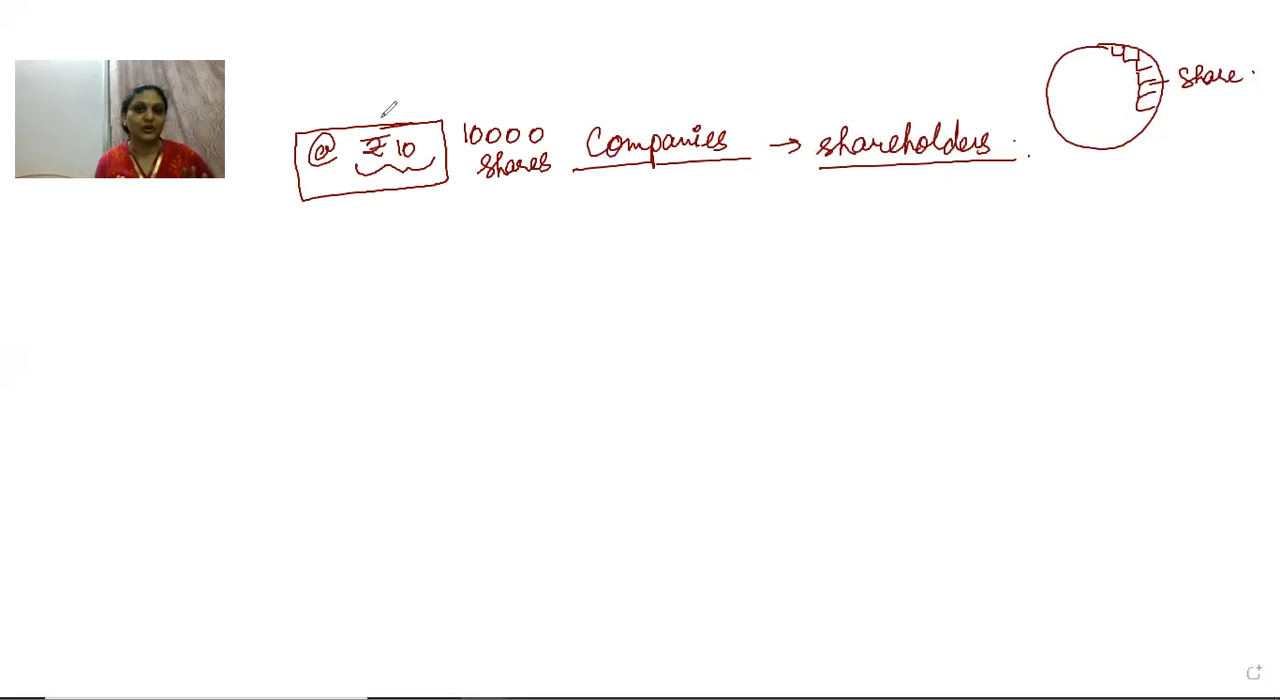 @ ₹ 10 10000 Companies → shareholders.
shares
share.